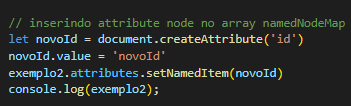 // inserindo attribute node no array namedNodeMap
let novoId = document.createAttribute('id')
novoId.value = 'novoId'
exemplo2.attributes.setNamedItem(novoId)
console.log(exemplo2);